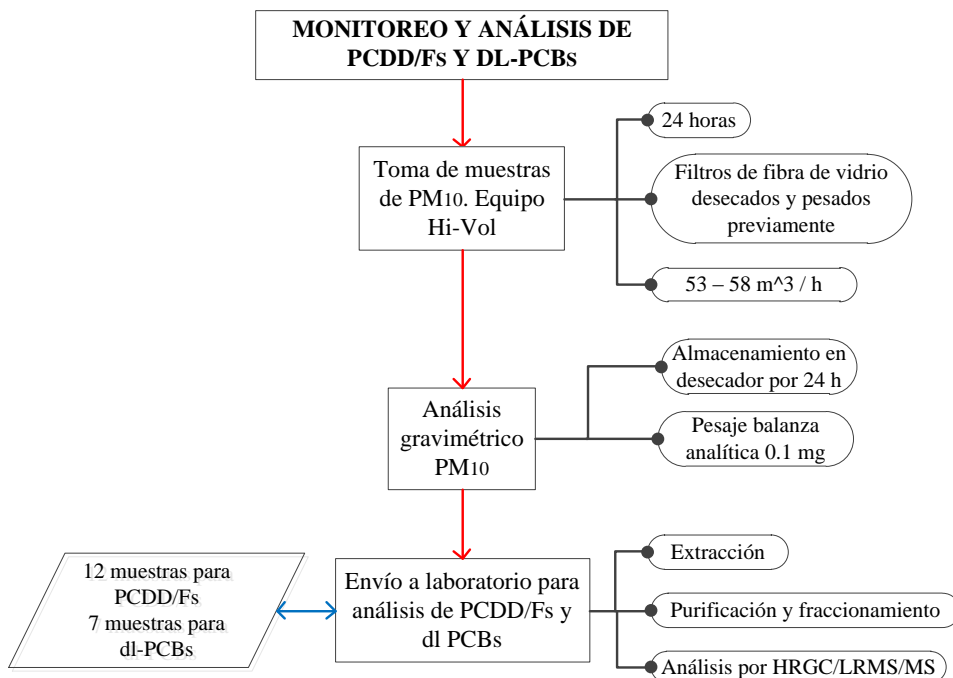 MONITOREO Y ANÁLISIS DE
PCDD/FS Y DL-PCBS
Toma de muestras
de PM10. Equipo
Hi-Vol
24 horas
Filtros de fibra de vidrio
desecados y pesados
previamente
53 – 58 m^3 / h
Análisis
gravimétrico
PM10
Almacenamiento en
desecador por 24 h
Pesaje balanza
analítica 0.1 mg
12 muestras para
PCDD/Fs
7 muestras para
dl-PCBs
Envío a laboratorio para
análisis de PCDD/Fs y
dl PCBs
Extracción
Purificación y fraccionamiento
Análisis por HRGC/LRMS/MS